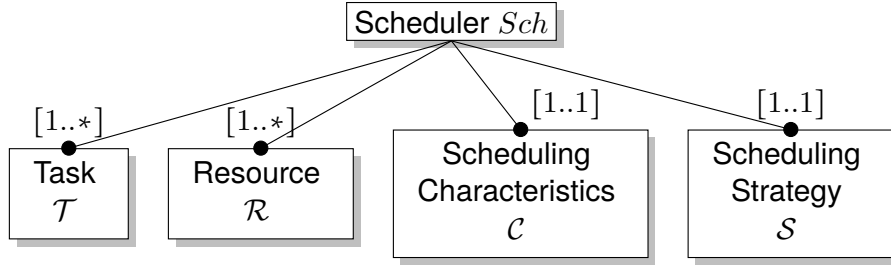 Scheduler Sch
[1..*] [1..*] [1..1] [1..1]
Task
𝒯
Resource
ℛ
Scheduling
Characteristics
𝒞
Scheduling
Strategy
𝒮